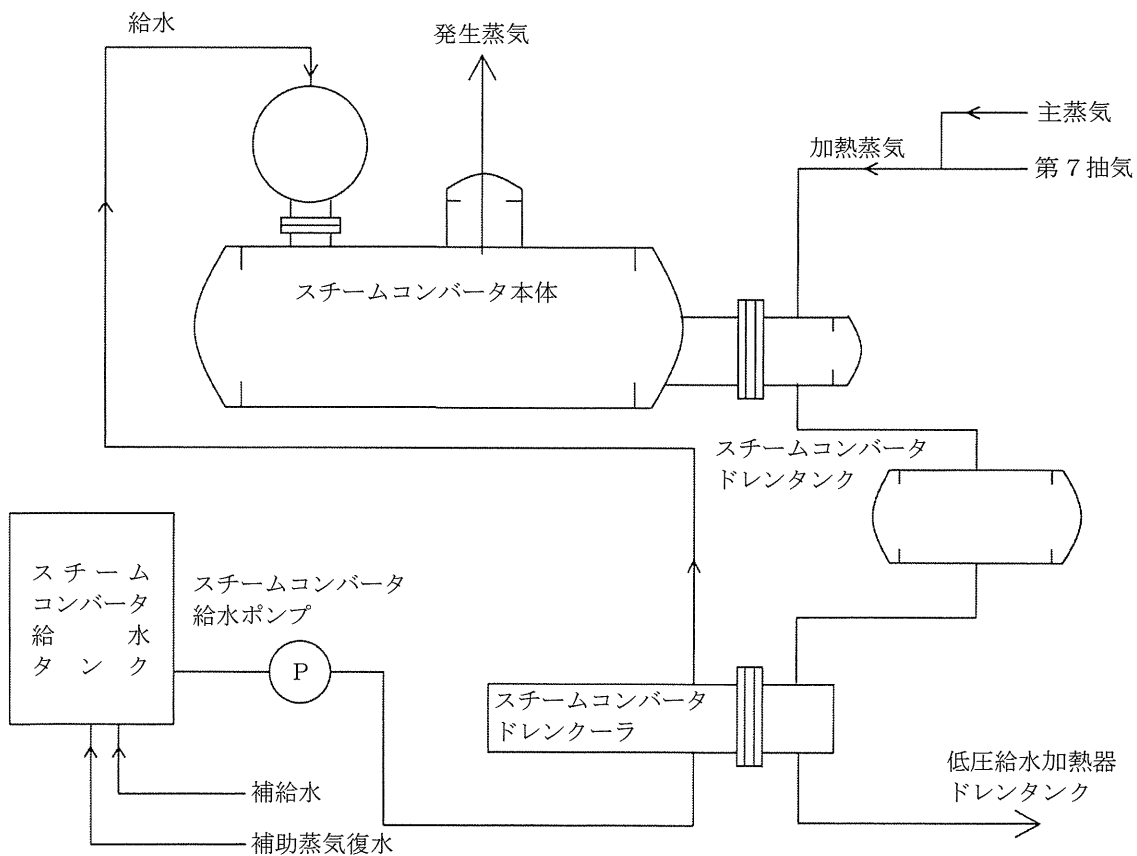 給水
発生蒸気
主蒸気
加熱蒸気
第7抽気
スチームコンバータ本体
スチームコンバータ
ドレンタンク
スチーム
コンバータ
給水
タンク
スチームコンバータ
給水ポンプ
P
スチームコンバータ
ドレンクーラ
低圧給水加熱器
ドレンタンク
補給水
補助蒸気復水